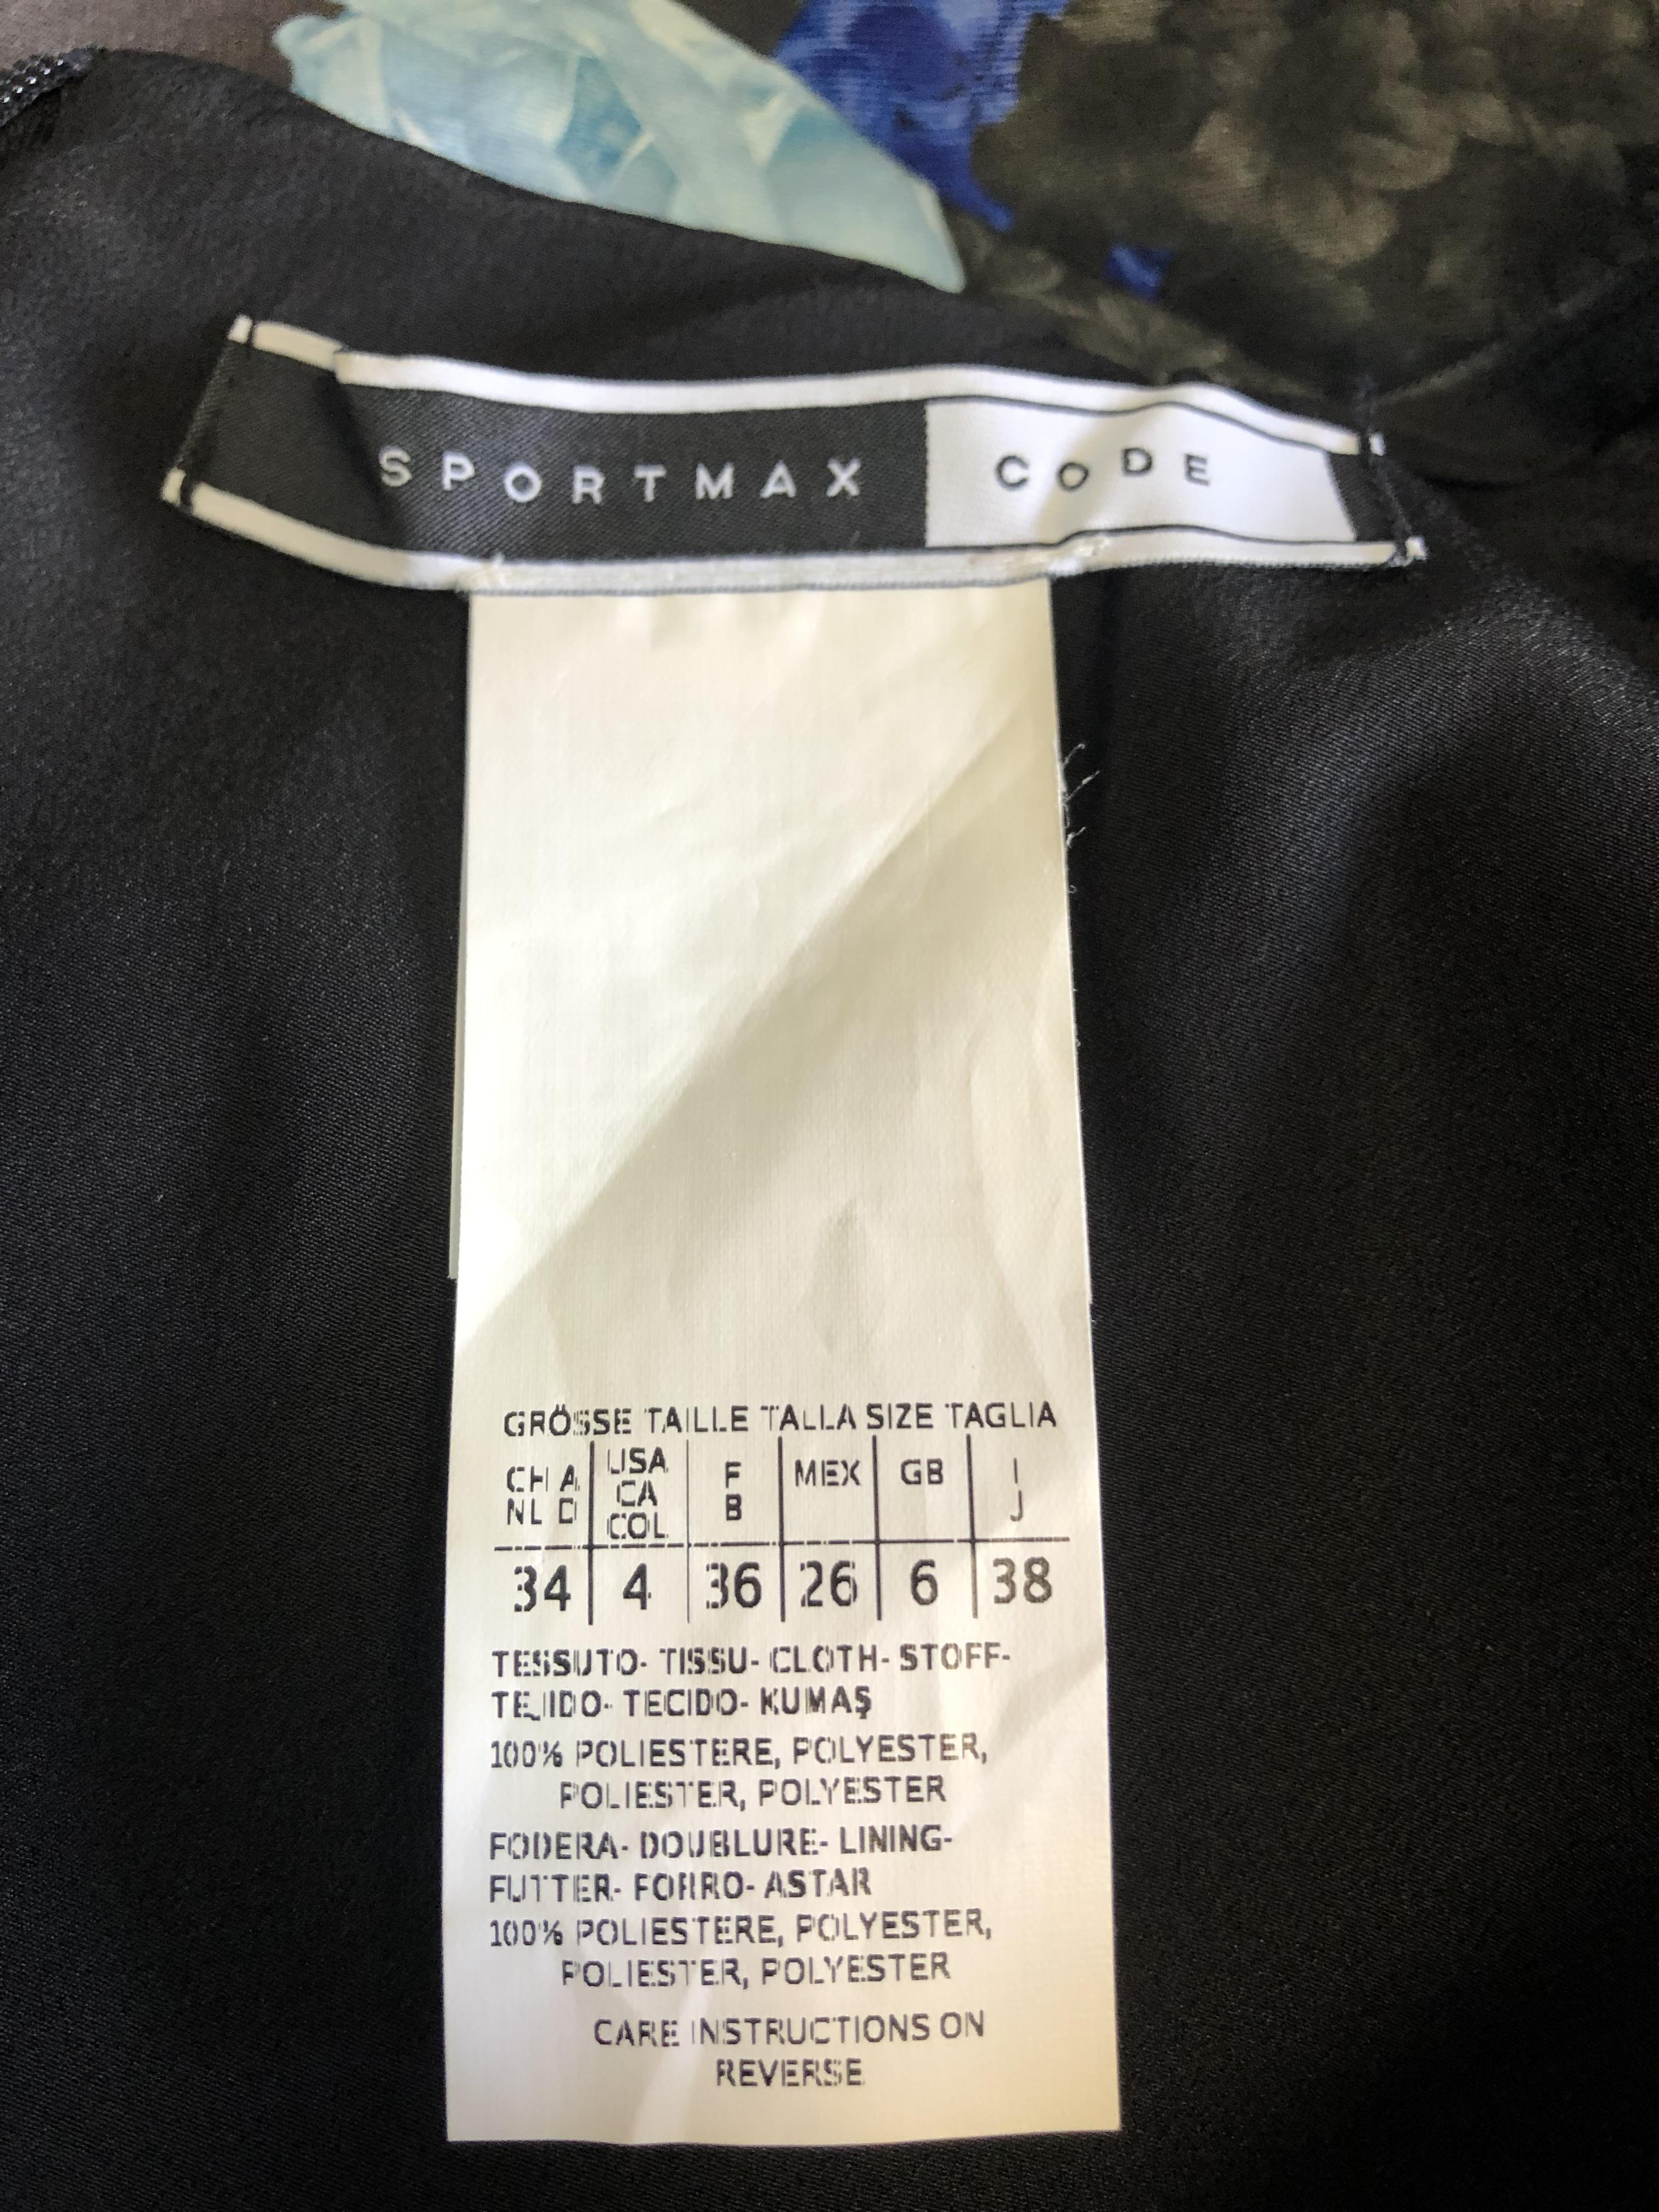 SPORTMAX CODE
GRÖSSE TAILLE TALLA SIZE TAGLIA
CH A USA F MEX GB I
NL D CA B J
COL
34 4 36 26 6 38
TESSUTO- TISSU- CLOTH- STOFF-
TEJIDO- TECIDO- KUMAŞ
100% POLIESTERE, POLYESTER,
POLIESTER, POLYESTER
FODERA- DOUBLURE- LINING-
FUTTER- FORRO- ASTAR
100% POLIESTERE, POLYESTER,
POLIESTER, POLYESTER
CARE INSTRUCTIONS ON
REVERSE